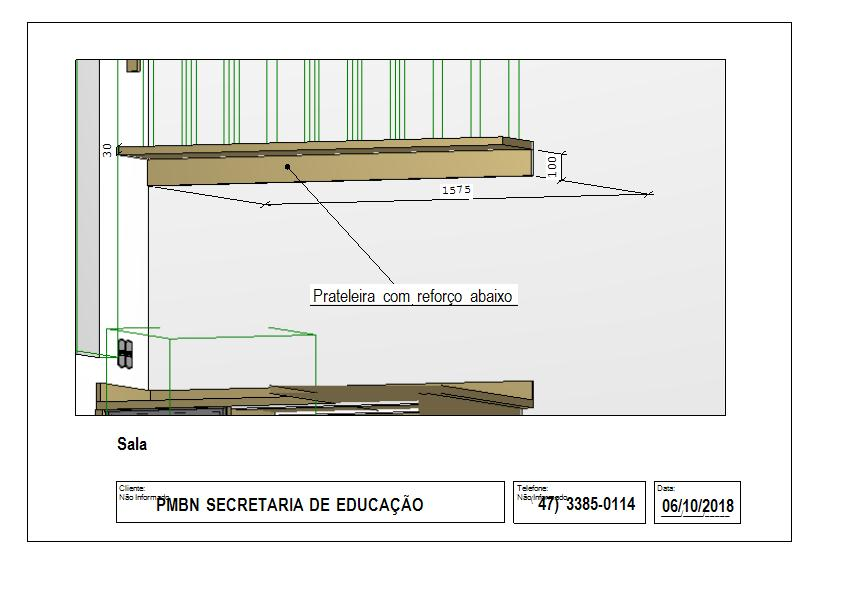 30
100
1575
Prateleira com reforço abaixo
Sala
Cliente:
Não Informado
PMBN SECRETARIA DE EDUCAÇÃO
Telefone:
Não Informado
47) 3385-0114
Data:
06/10/2018